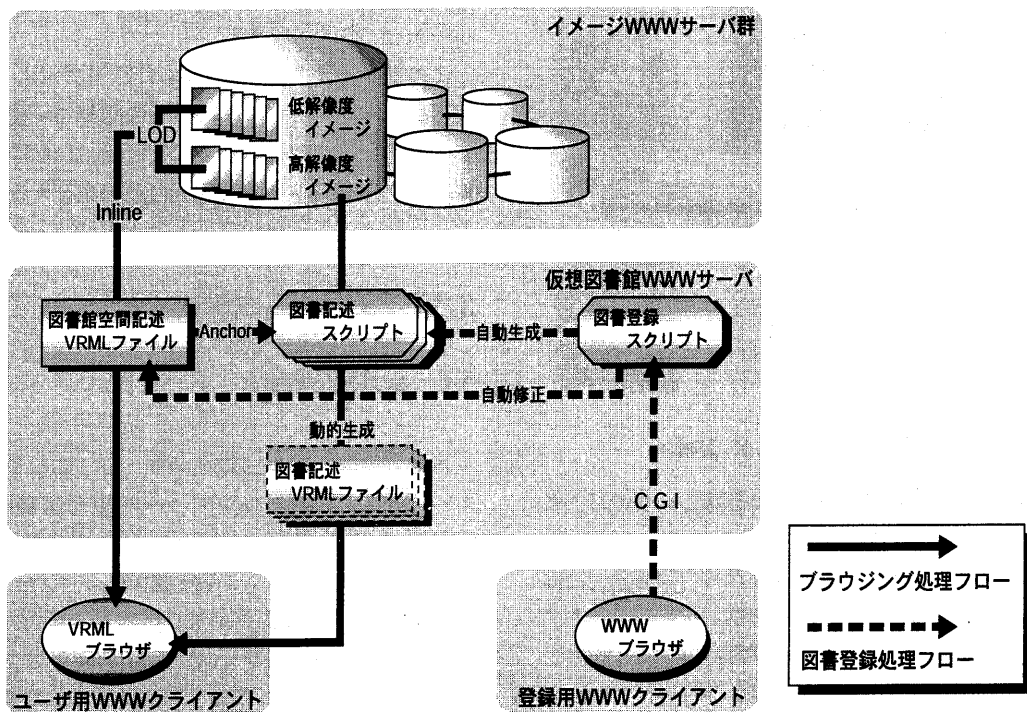 イメージWWWサーバ群
低解像度
イメージ
LOD
高解像度
イメージ
Inline
仮想図書館WWWサーバ
図書館空間記述
VRMLファイル
Anchor
図書記述
スクリプト
自動生成
図書登録
スクリプト
自動修正
動的生成
図書記述
VRMLファイル
CGI
ブラウジング処理フロー
図書登録処理フロー
VRML
ブラウザ
ユーザ用WWWクライアント
WWW
ブラウザ
登録用WWWクライアント